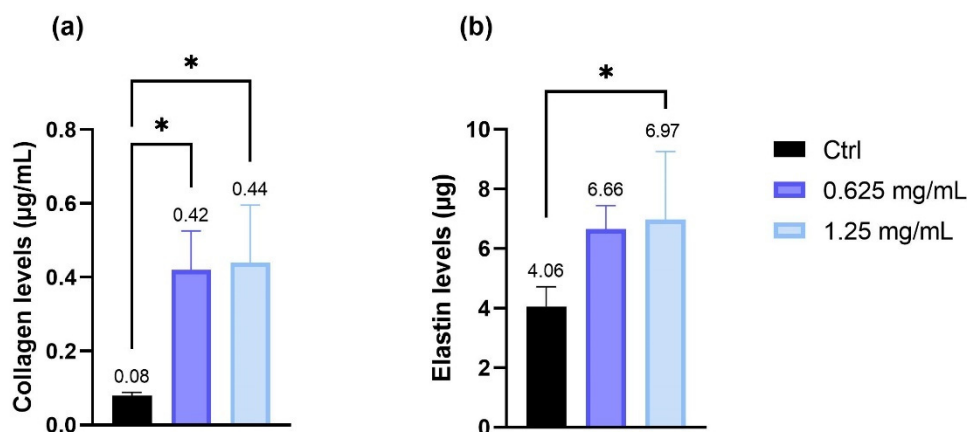 (a)
*
*
Collagen levels (µg/mL)
0.8
0.6
0.4
0.2
0.0
0.08
0.42
0.44
(b)
*
Elastin levels (µg)
10
8
6
4
2
0
4.06
6.66
6.97
Ctrl
0.625 mg/mL
1.25 mg/mL